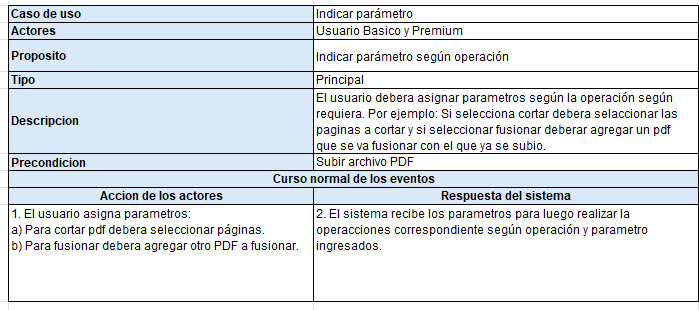 Caso de uso Indicar parámetro
Actores Usuario Basico y Premium
Proposito Indicar parámetro según operación
Tipo Principal
Descripcion
El usuario debera asignar parametros según la operación según
requiera. Por ejemplo: Si selecciona cortar debera selaccionar las
paginas a cortar y si seleccionar fusionar deberar agregar un pdf
que se va fusionar con el que ya se subio.
Precondicion Subir archivo PDF
Curso normal de los eventos
Accion de los actores Respuesta del sistema
1. El usuario asigna parametros:
a) Para cortar pdf debera seleccionar páginas.
b) Para fusionar debera agregar otro PDF a fusionar.
2. El sistema recibe los parametros para luego realizar la
operacciones correspondiente según operación y parametro
ingresados.